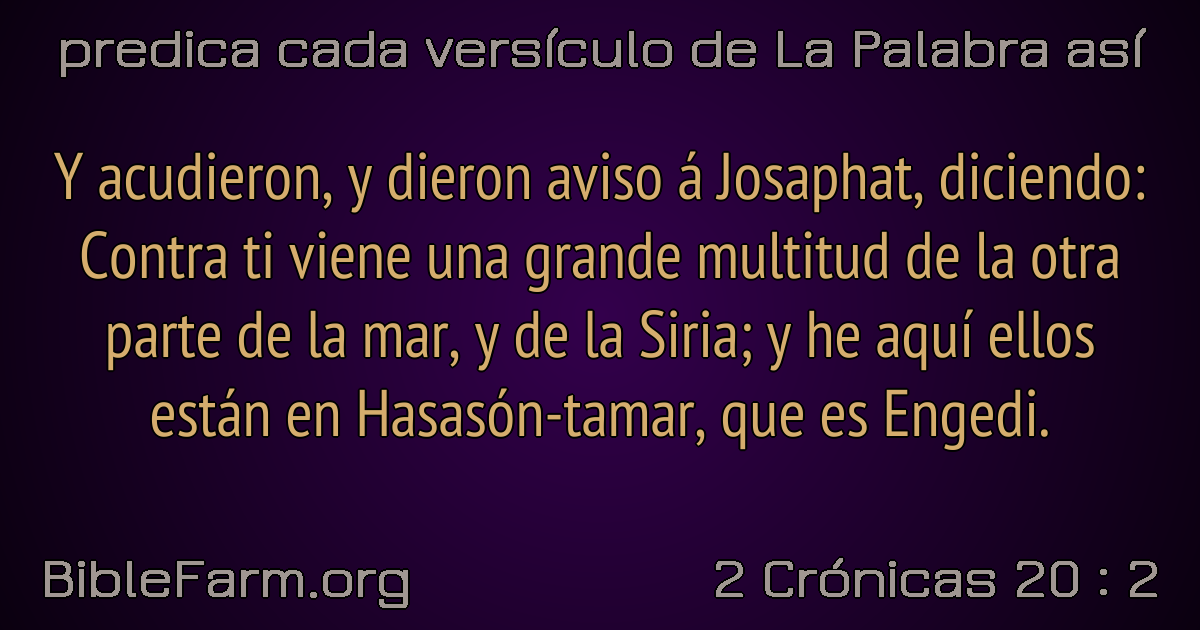 predica cada versículo de La Palabra así
Y acudieron, y dieron aviso á Josaphat, diciendo:
Contra ti viene una grande multitud de la otra
parte de la mar, y de la Siria; y he aquí ellos
están en Hasasón-tamar, que es Engedi.
BibleFarm.org
2 Crónicas 20 : 2